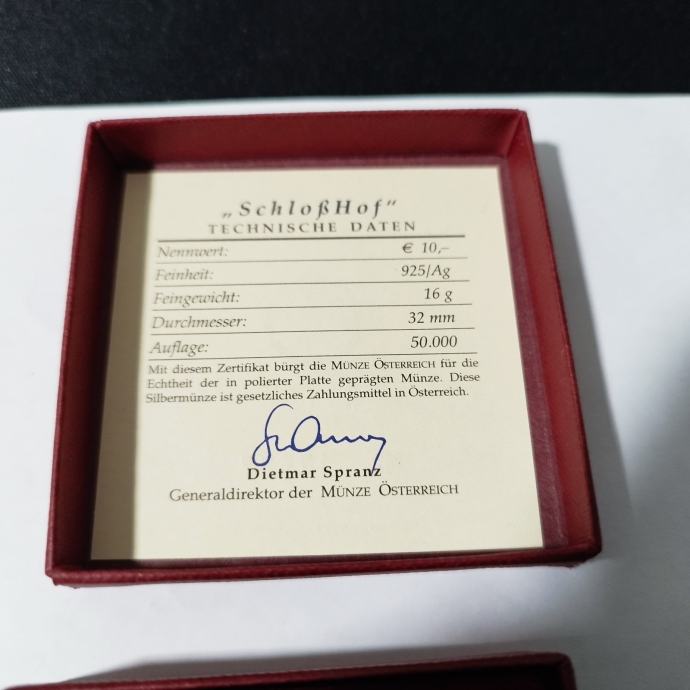 „SchloßHof“
TECHNISCHE DATEN
Nennwert: € 10,–
Feinheit: 925/Ag
Feingewicht: 16 g
Durchmesser: 32 mm
Auflage: 50.000
Mit diesem Zertifikat bürgt die MÜNZE ÖSTERREICH für die
Echtheit der in polierter Platte geprägten Münze. Diese
Silbermünze ist gesetzliches Zahlungsmittel in Österreich.
Dietmar Spranz
Generaldirektor der MÜNZE ÖSTERREICH